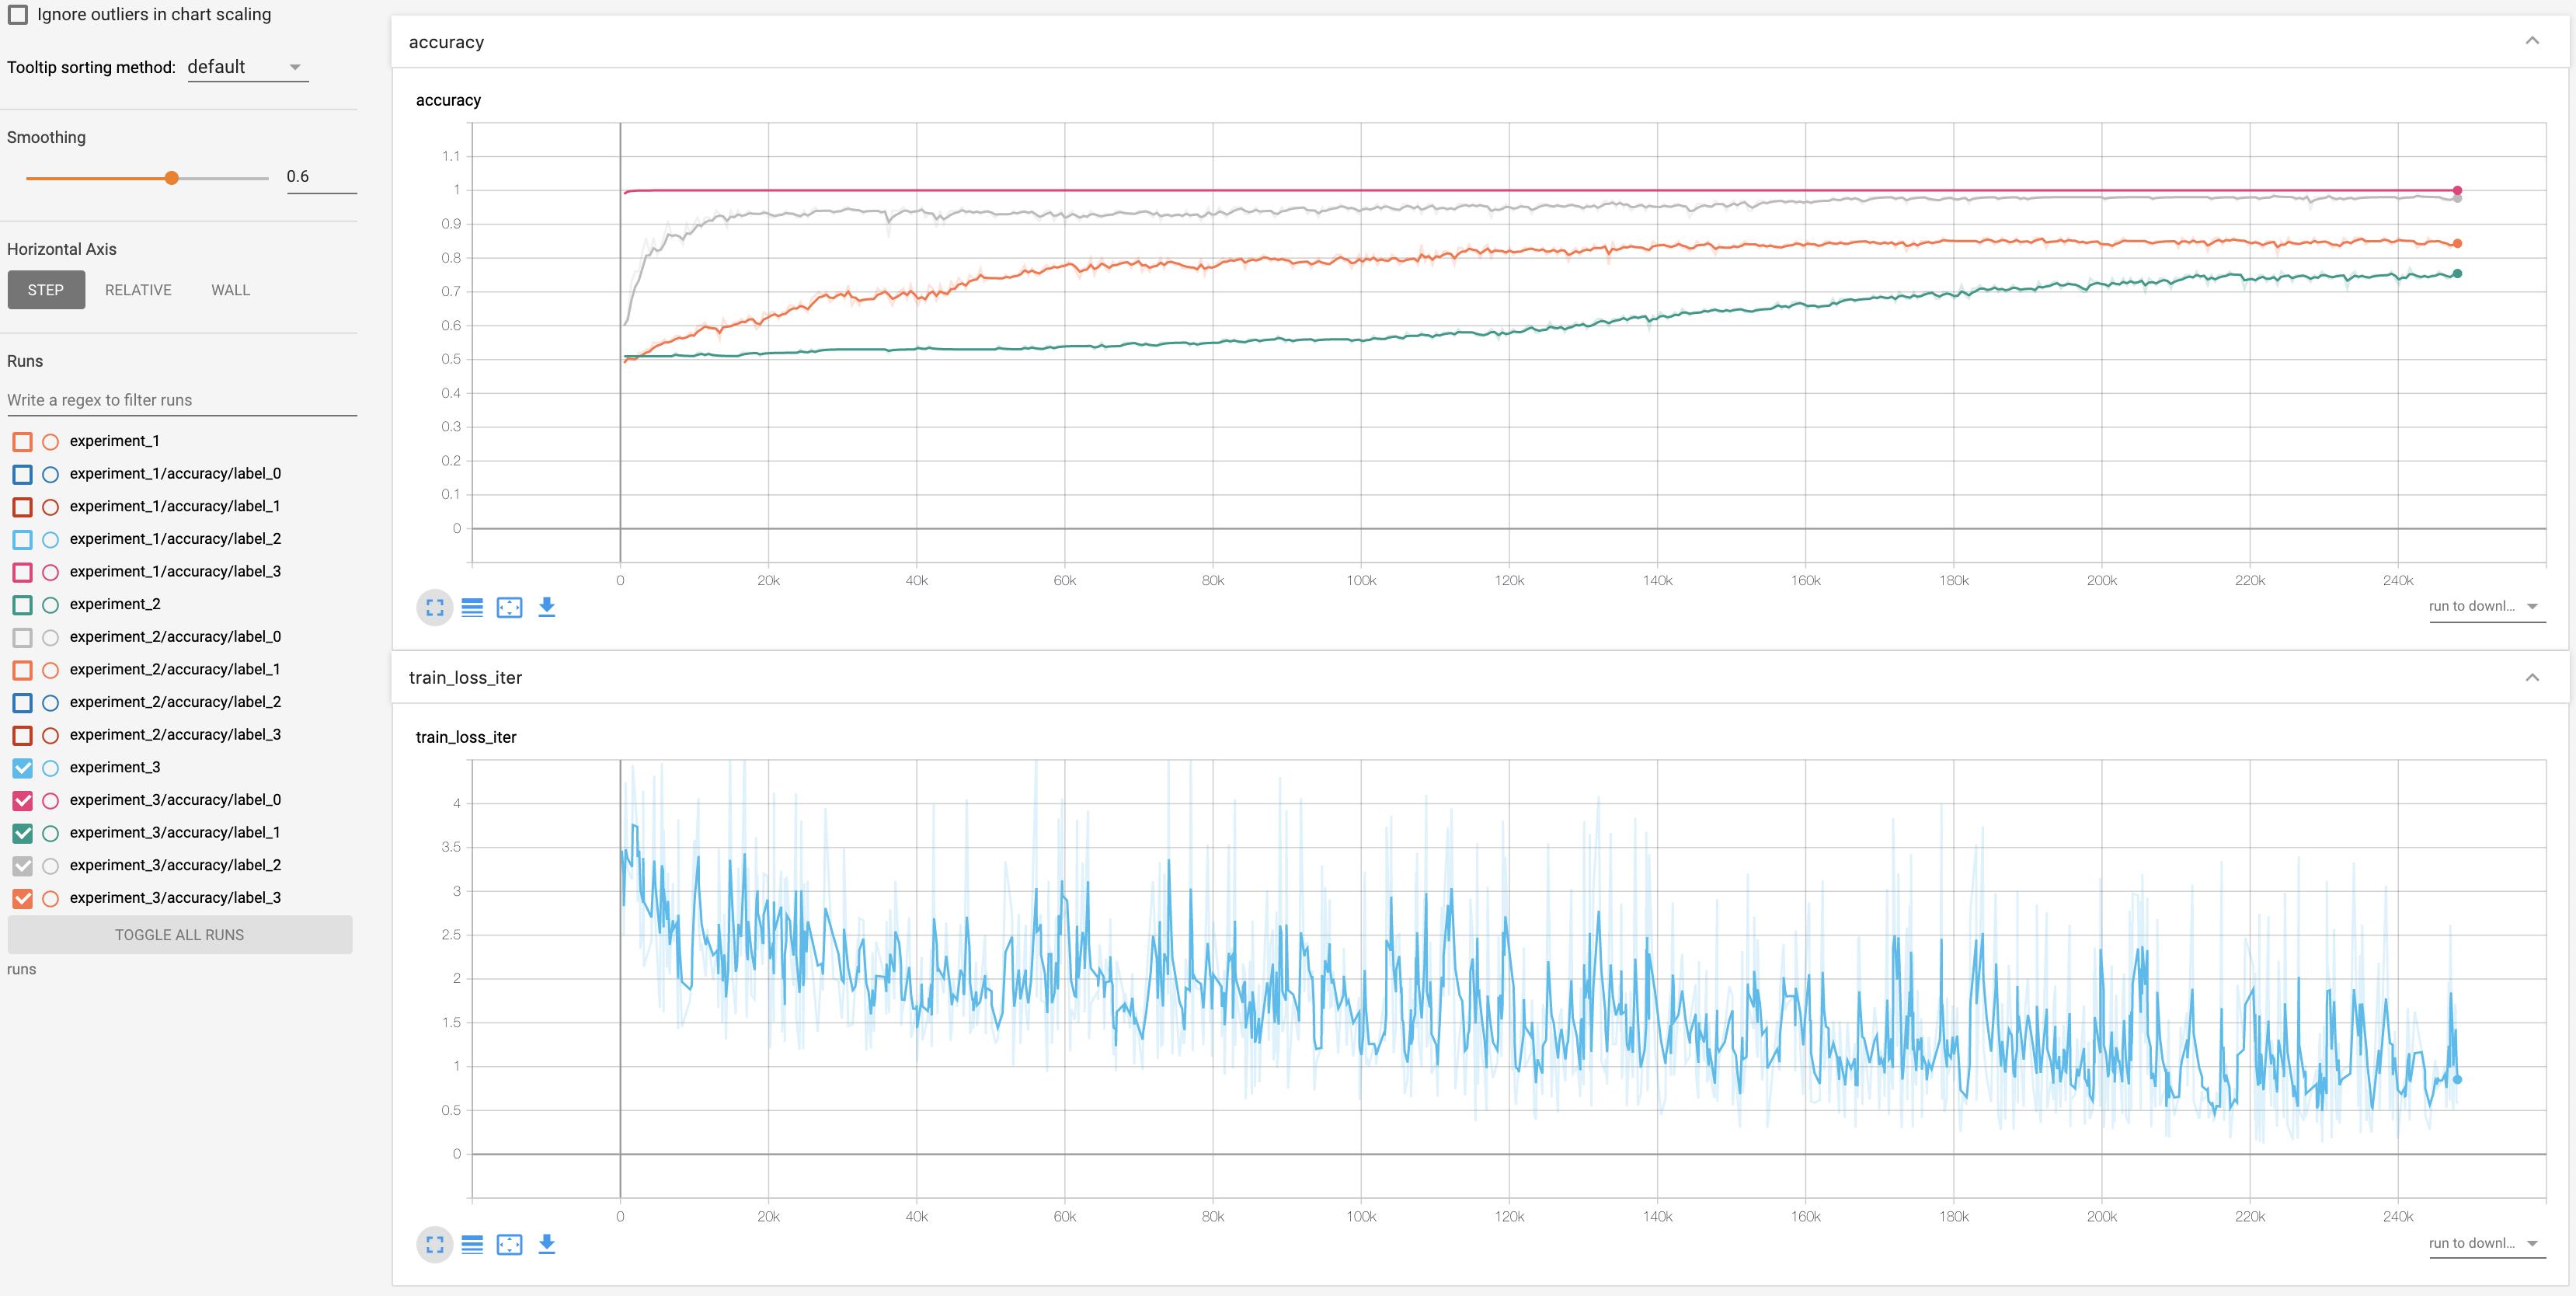 Ignore outliers in chart scaling
Tooltip sorting method: default
Smoothing
0.6
Horizontal Axis
STEP RELATIVE WALL
Runs
Write a regex to filter runs
experiment_1
experiment_1/accuracy/label_0
experiment_1/accuracy/label_1
experiment_1/accuracy/label_2
experiment_1/accuracy/label_3
experiment_2
experiment_2/accuracy/label_0
experiment_2/accuracy/label_1
experiment_2/accuracy/label_2
experiment_2/accuracy/label_3
experiment_3
experiment_3/accuracy/label_0
experiment_3/accuracy/label_1
experiment_3/accuracy/label_2
experiment_3/accuracy/label_3
TOGGLE ALL RUNS
runs
accuracy
accuracy
1.1
1
0.9
0.8
0.7
0.6
0.5
0.4
0.3
0.2
0.1
0
0 20k 40k 60k 80k 100k 120k 140k 160k 180k 200k 220k 240k
run to downl...
train_loss_iter
train_loss_iter
4
3.5
3
2.5
2
1.5
1
0.5
0
0 20k 40k 60k 80k 100k 120k 140k 160k 180k 200k 220k 240k
run to downl...